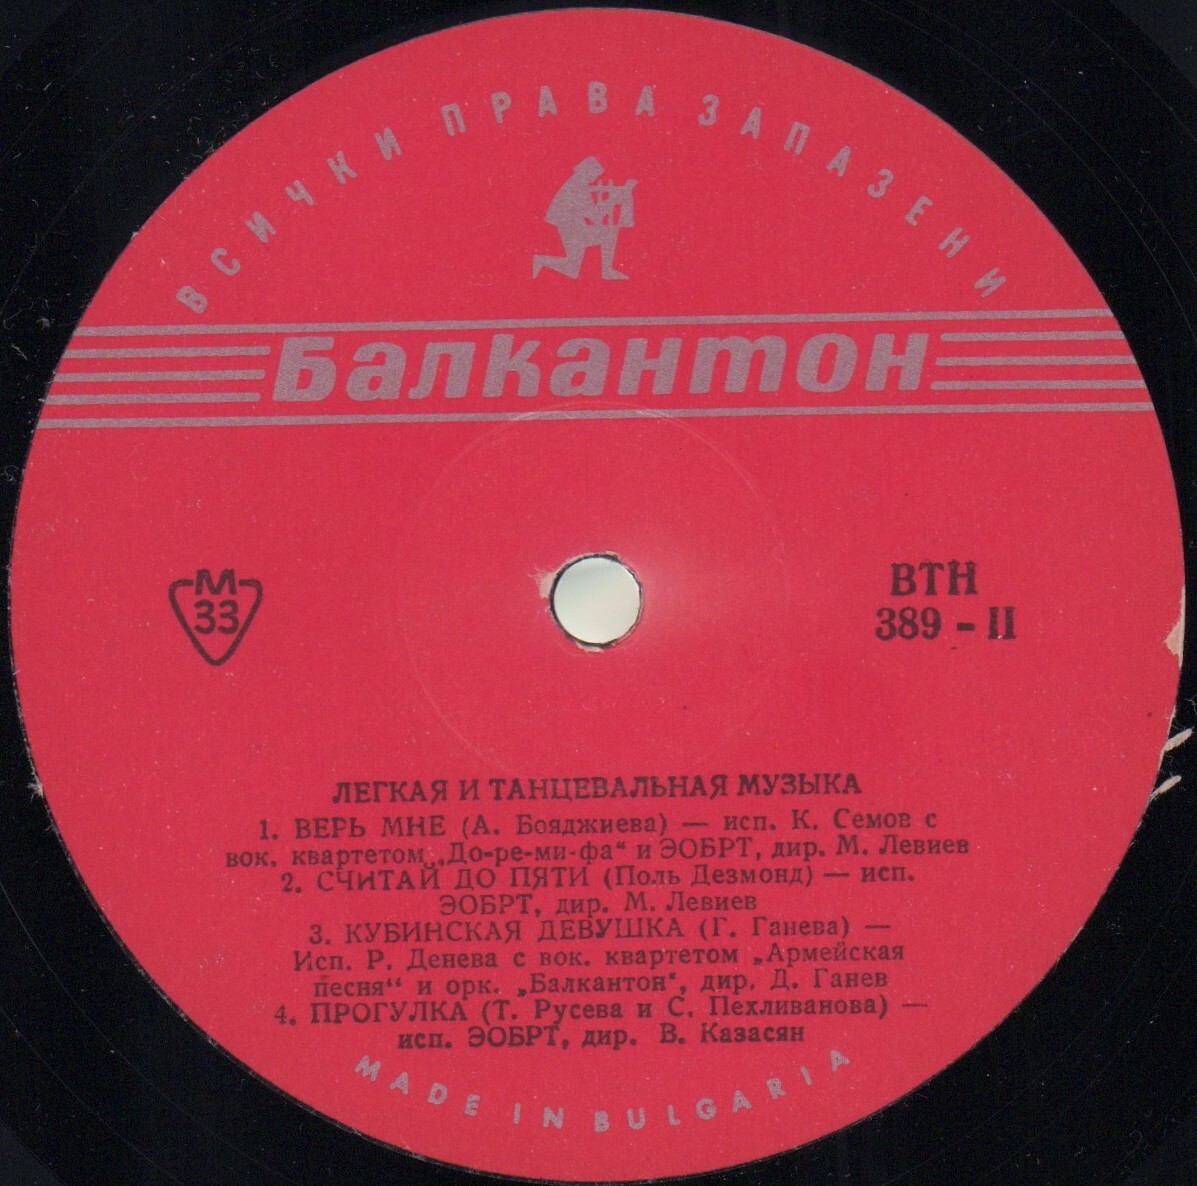 ВСИЧКИ ПРАВА ЗАПАЗЕНИ
Балкантон
М
33
ВТН
389 - II
ЛЕГКАЯ И ТАНЦЕВАЛЬНАЯ МУЗЫКА
1. ВЕРЬ МНЕ (А. Бояджиева) — исп. К. Семов с
вок. квартетом „До-ре-ми-фа“ и ЭОБРТ, дир. М. Левиев
2. СЧИТАЙ ДО ПЯТИ (Поль Дезмонд) — исп.
ЭОБРТ, дир. М. Левиев
3. КУБИНСКАЯ ДЕВУШКА (Г. Ганева) —
Исп. Р. Денева с вок. квартетом „Армейская
песня“ и орк. „Балкантон“, дир. Д. Ганев
4. ПРОГУЛКА (Т. Русева и С. Пехливанова) —
исп. ЭОБРТ, дир. В. Казасян
MADE IN BULGARIA